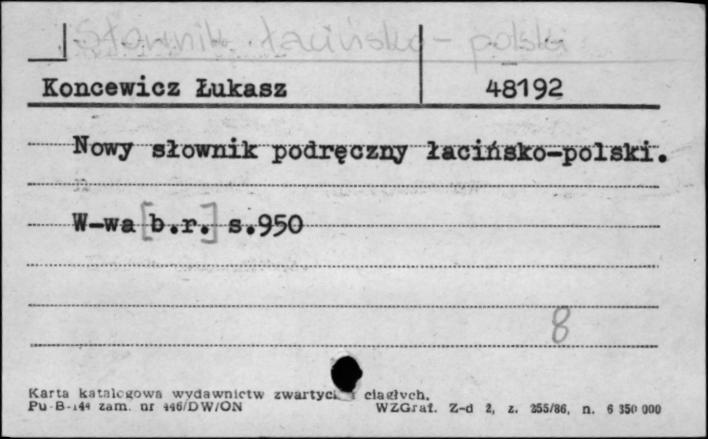 Słownik łacińsko-polski
Koncewicz Łukasz 48192
Nowy słownik podręczny łacińsko-polski.
W-wa [b.r.] s.950
8
Karta katalogowa wydawnictw zwartych i ciągłych.
Pu-B-144 zam. nr 446/DW/ON WZGraf. Z-d 2, z. 255/86, n. 6 350 000